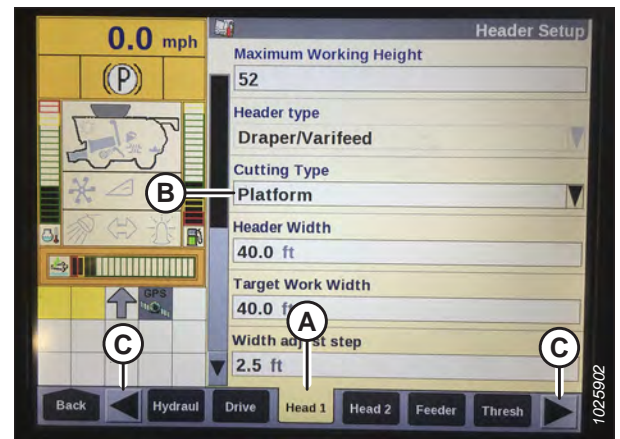 0.0 mph
(P)
GPS
Header Setup
Maximum Working Height
52
Header type
Draper/Varifeed
Cutting Type
B
Platform
Header Width
40.0 ft
Target Work Width
40.0 ft
A
Width adjust step
2.5 ft
C
C
Back
Hydraul
Drive
Head 1
Head 2
Feeder
Thresh
1025902